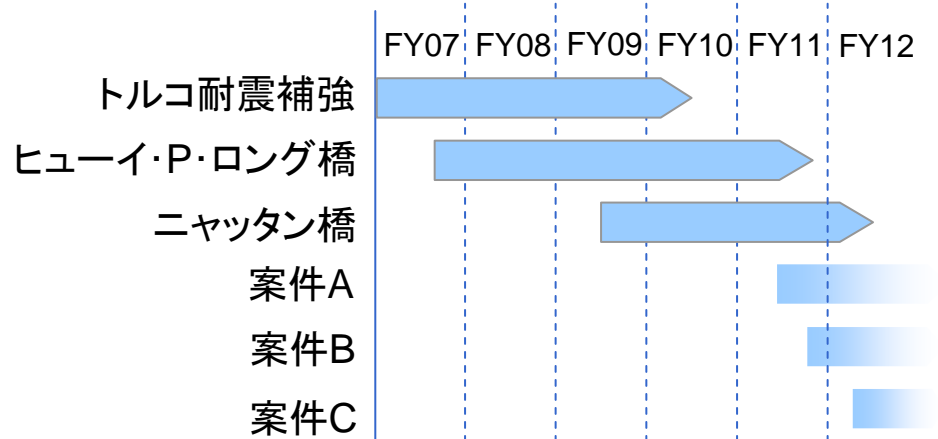 FY07 FY08 FY09 FY10 FY11 FY12
トルコ耐震補強
ヒューイ・P・ロング橋
ニャッタン橋
案件A
案件B
案件C